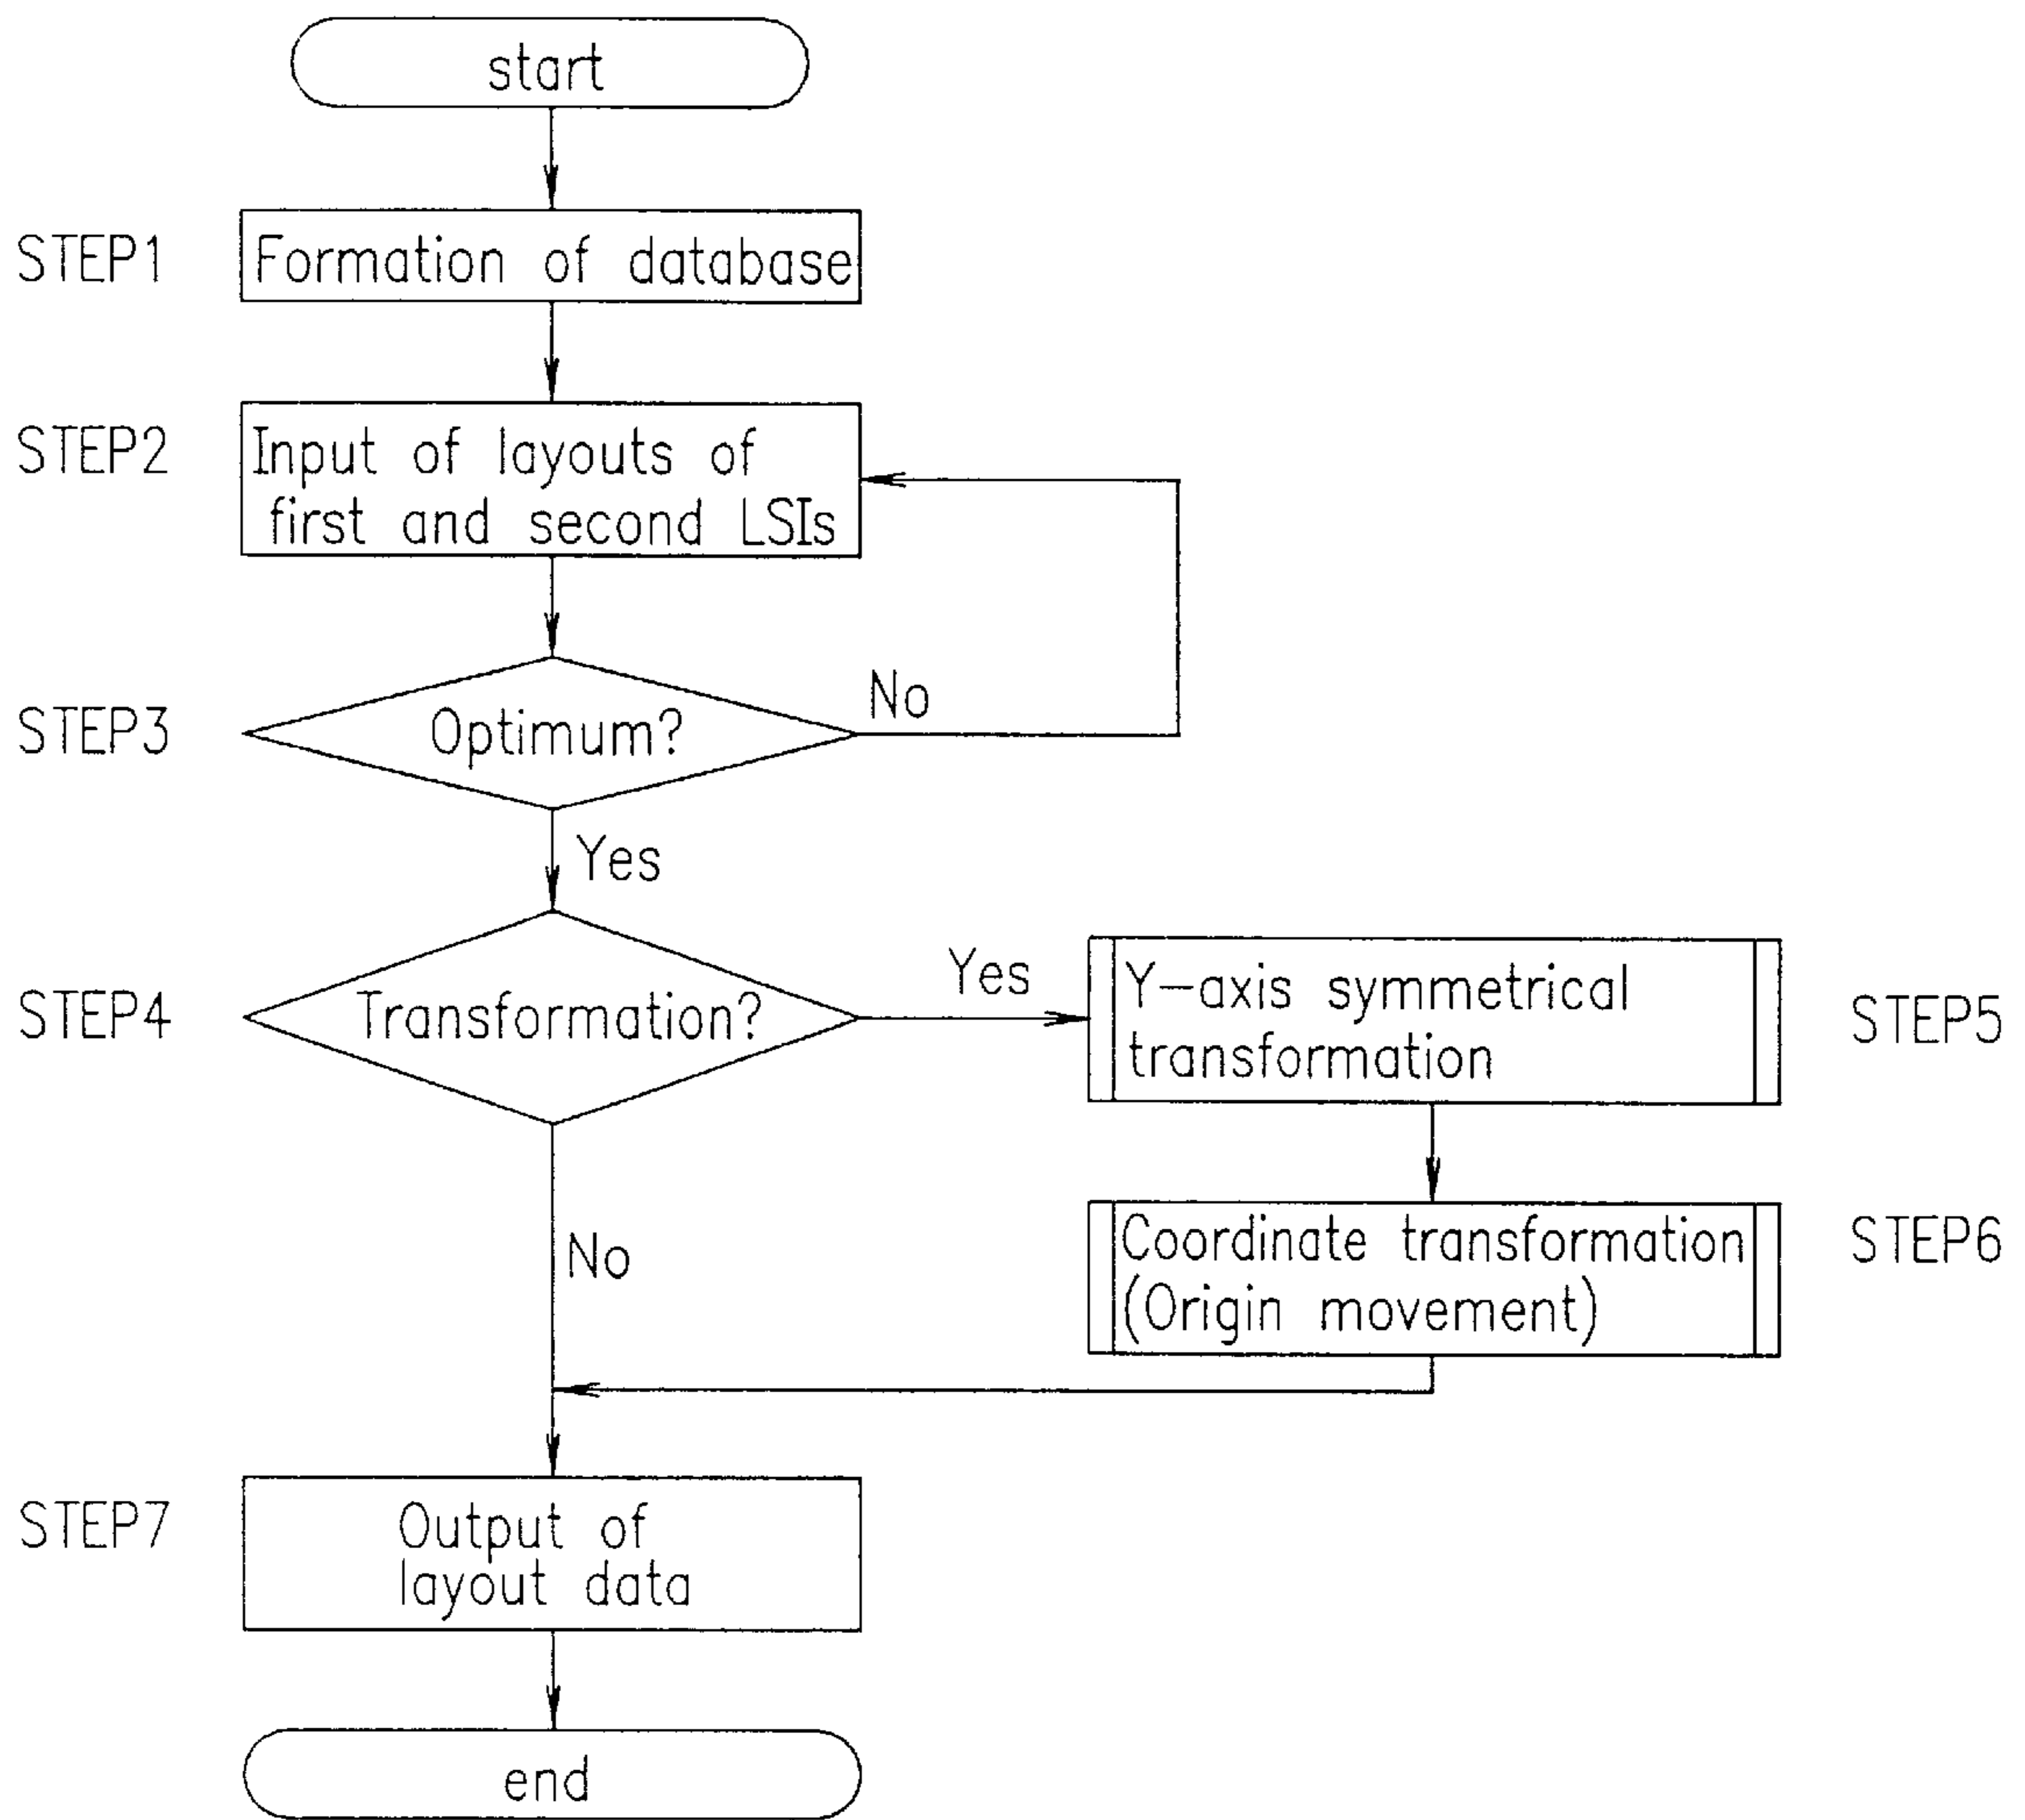 start
STEP1
Formation of database
STEP2
Input of layouts of
first and second LSIs
STEP3
Optimum?
No
Yes
STEP4
Transformation?
Yes
Y-axis symmetrical
transformation
STEP5
No
Coordinate transformation
(Origin movement)
STEP6
STEP7
Output of
layout data
end